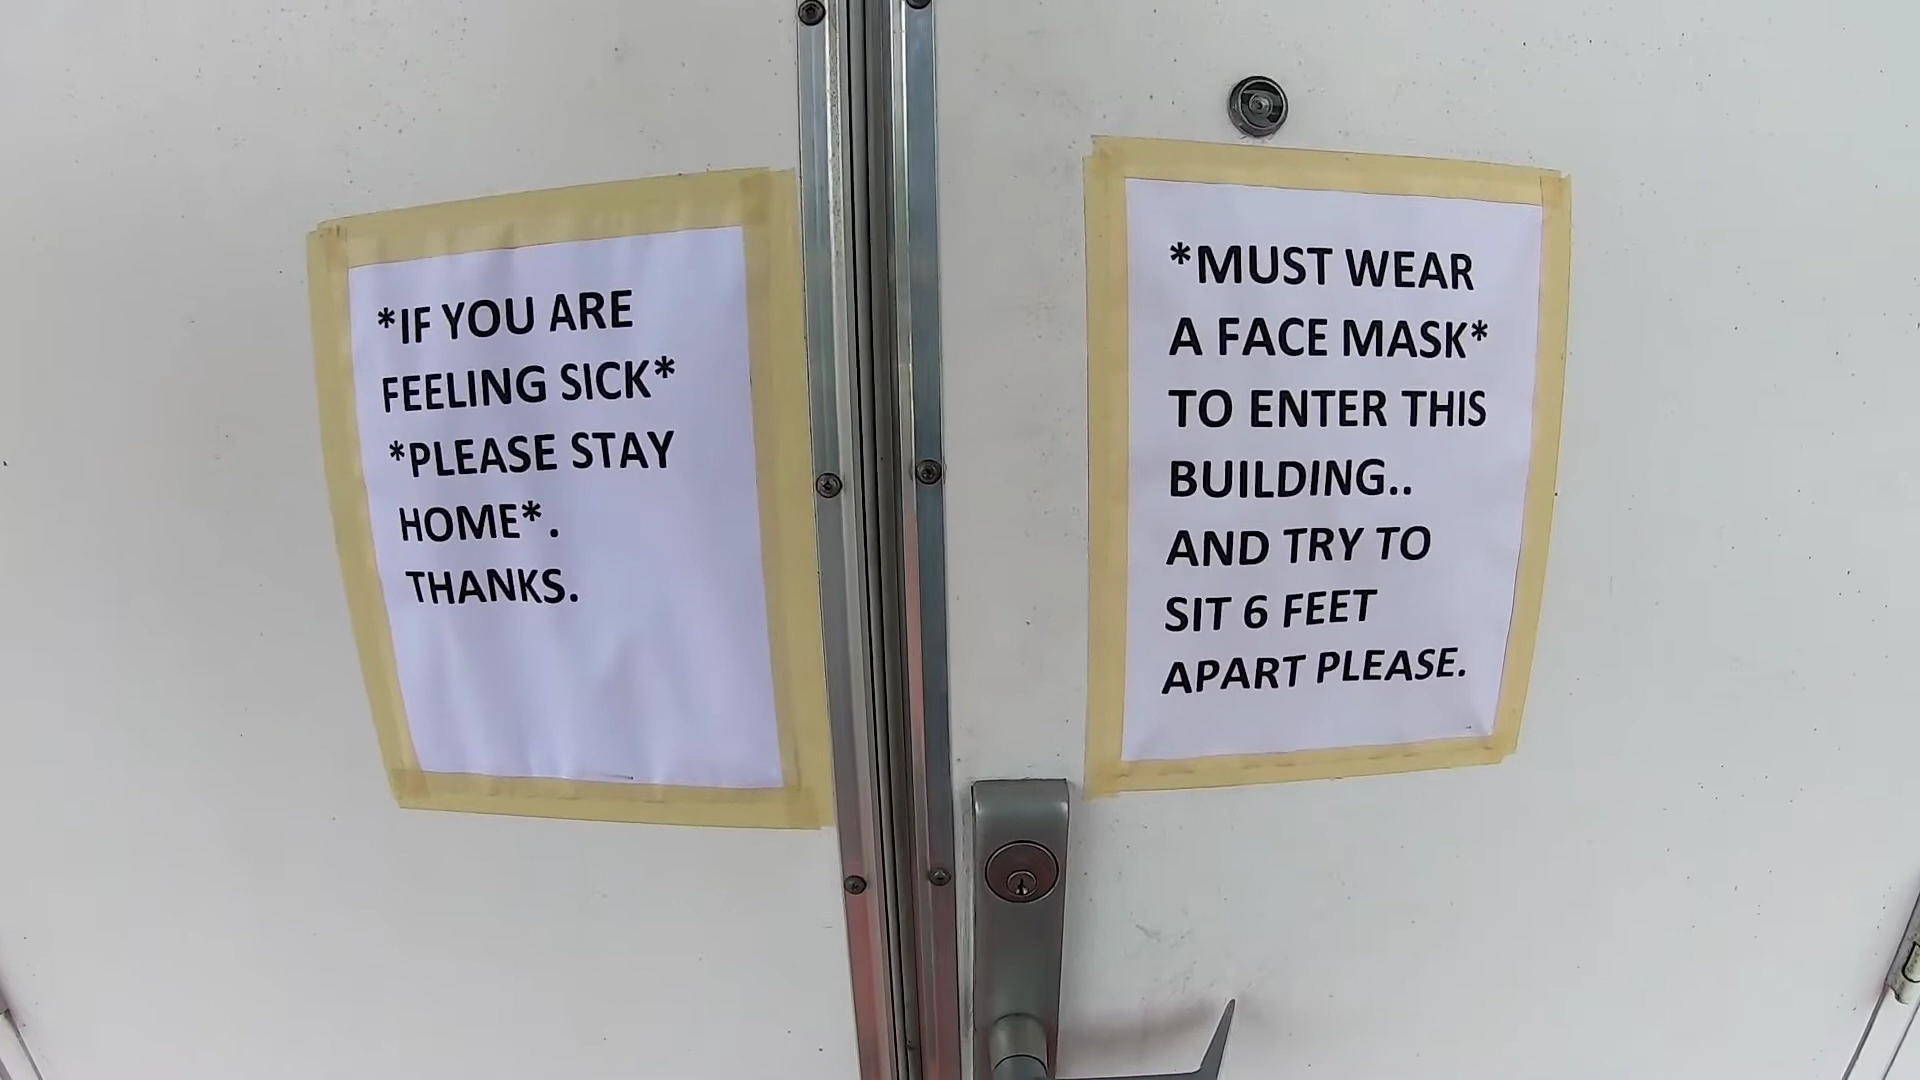 *IF YOU ARE
FEELING SICK*
*PLEASE STAY
HOME*.
THANKS.
*MUST WEAR
A FACE MASK*
TO ENTER THIS
BUILDING..
AND TRY TO
SIT 6 FEET
APART PLEASE.